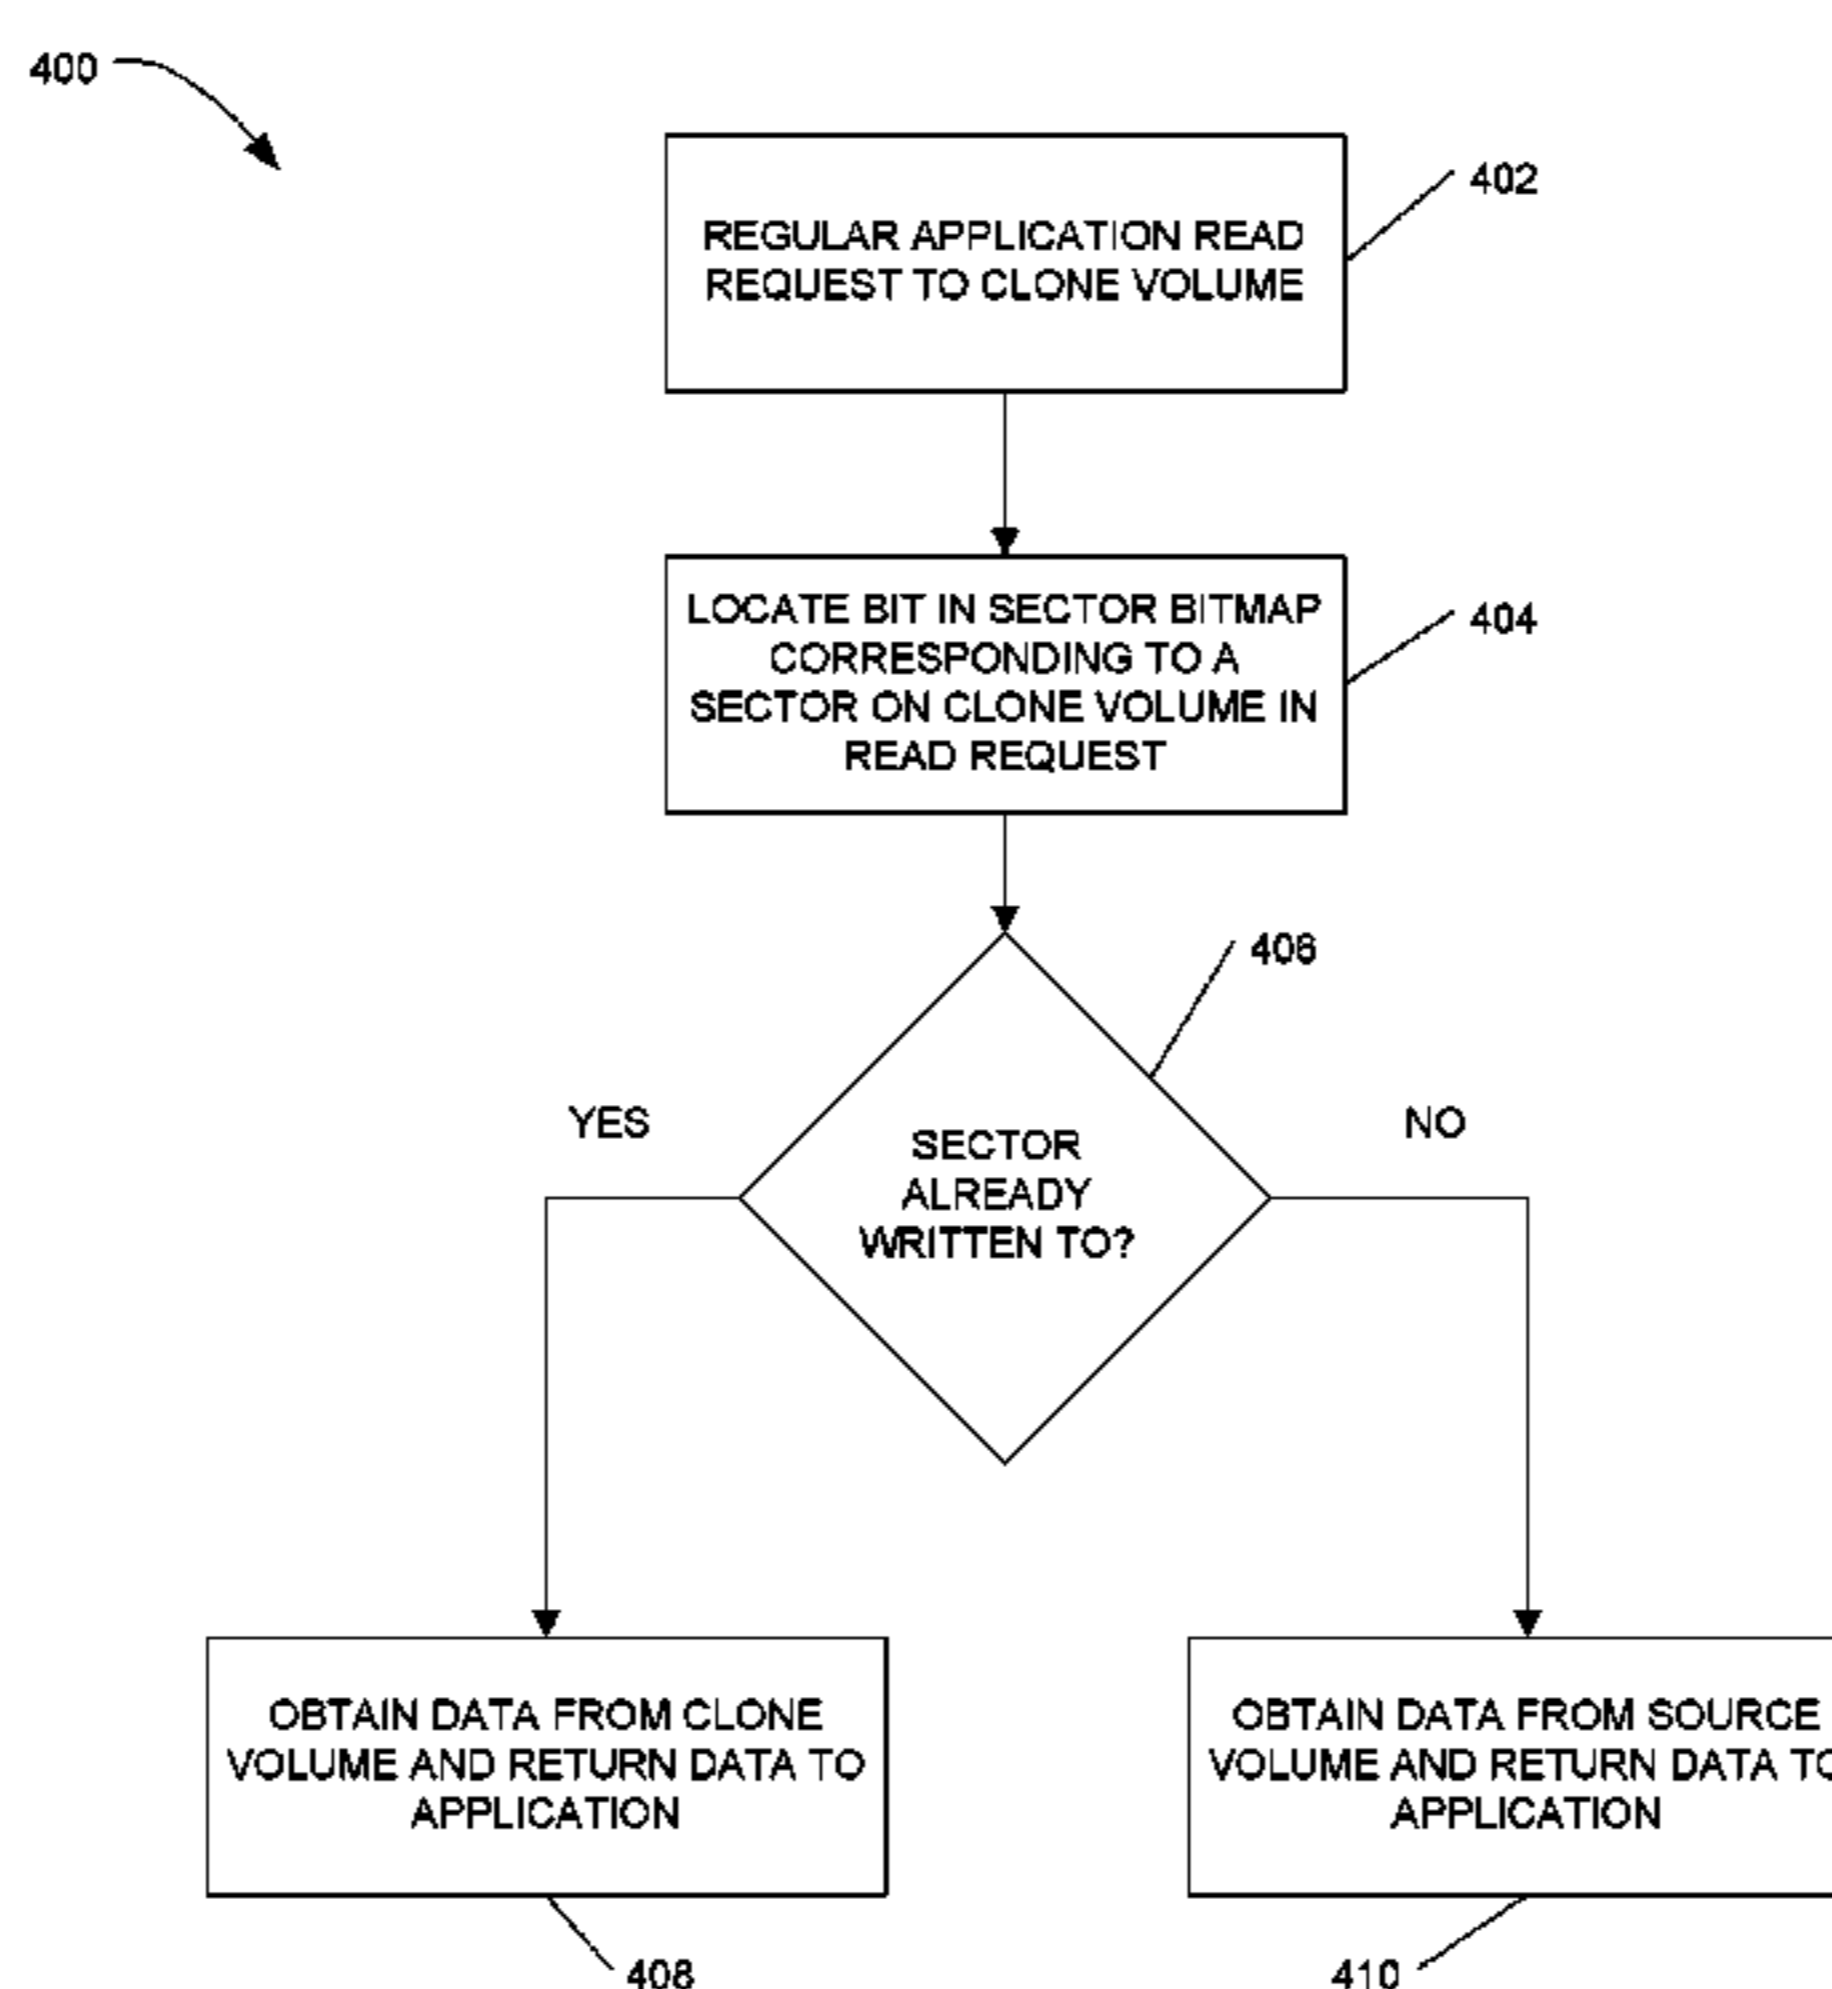 400
REGULAR APPLICATION READ
REQUEST TO CLONE VOLUME
402
LOCATE BIT IN SECTOR BITMAP
CORRESPONDING TO A
SECTOR ON CLONE VOLUME IN
READ REQUEST
404
406
YES
NO
SECTOR
ALREADY
WRITTEN TO?
OBTAIN DATA FROM CLONE
VOLUME AND RETURN DATA TO
APPLICATION
OBTAIN DATA FROM SOURCE
VOLUME AND RETURN DATA TO
APPLICATION
408
410